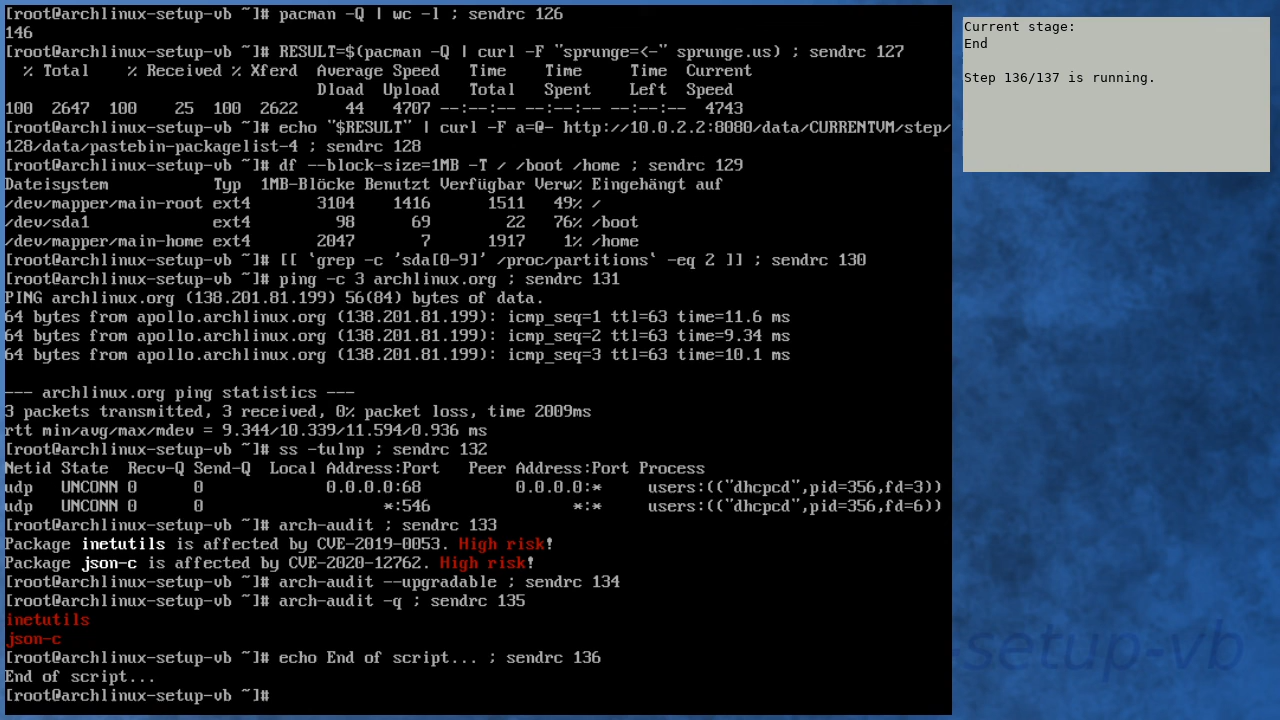 [root@archlinux-setup-vb ~]# pacman -Q | wc -l ; sendrc 126
146
[root@archlinux-setup-vb ~]# RESULT=$(pacman -Q | curl -F "sprunge=<-" sprunge.us) ; sendrc 127
  % Total    % Received % Xferd  Average Speed   Time    Time     Time  Current
                                 Dload  Upload   Total   Spent    Left  Speed
100  2647  100    25  100  2622     44   4707 --:--:-- --:--:-- --:--:--  4743
[root@archlinux-setup-vb ~]# echo "$RESULT" | curl -F a=@- http://10.0.2.2:8080/data/CURRENTVM/step/
128/data/pastebin-packagelist-4 ; sendrc 128
[root@archlinux-setup-vb ~]# df --block-size=1MB -T / /boot /home ; sendrc 129
Dateisystem           Typ  1MB-Blöcke Benutzt Verfügbar Verw% Eingehängt auf
/dev/mapper/main-root ext4       3104    1416      1511   49% /
/dev/sda1             ext4         98      69        22   76% /boot
/dev/mapper/main-home ext4       2047       7      1917    1% /home
[root@archlinux-setup-vb ~]# [[ `grep -c 'sda[0-9]' /proc/partitions` -eq 2 ]] ; sendrc 130
[root@archlinux-setup-vb ~]# ping -c 3 archlinux.org ; sendrc 131
PING archlinux.org (138.201.81.199) 56(84) bytes of data.
64 bytes from apollo.archlinux.org (138.201.81.199): icmp_seq=1 ttl=63 time=11.6 ms
64 bytes from apollo.archlinux.org (138.201.81.199): icmp_seq=2 ttl=63 time=9.34 ms
64 bytes from apollo.archlinux.org (138.201.81.199): icmp_seq=3 ttl=63 time=10.1 ms

--- archlinux.org ping statistics ---
3 packets transmitted, 3 received, 0% packet loss, time 2009ms
rtt min/avg/max/mdev = 9.344/10.339/11.594/0.936 ms
[root@archlinux-setup-vb ~]# ss -tulnp ; sendrc 132
Netid State  Recv-Q Send-Q  Local Address:Port   Peer Address:Port Process
udp   UNCONN 0      0             0.0.0.0:68          0.0.0.0:*     users:(("dhcpcd",pid=356,fd=3))
udp   UNCONN 0      0                   *:546               *:*     users:(("dhcpcd",pid=356,fd=6))
[root@archlinux-setup-vb ~]# arch-audit ; sendrc 133
Package inetutils is affected by CVE-2019-0053. High risk!
Package json-c is affected by CVE-2020-12762. High risk!
[root@archlinux-setup-vb ~]# arch-audit --upgradable ; sendrc 134
[root@archlinux-setup-vb ~]# arch-audit -q ; sendrc 135
inetutils
json-c
[root@archlinux-setup-vb ~]# echo End of script... ; sendrc 136
End of script...
[root@archlinux-setup-vb ~]#
Current stage:
End
Step 136/137 is running.
setup-vb